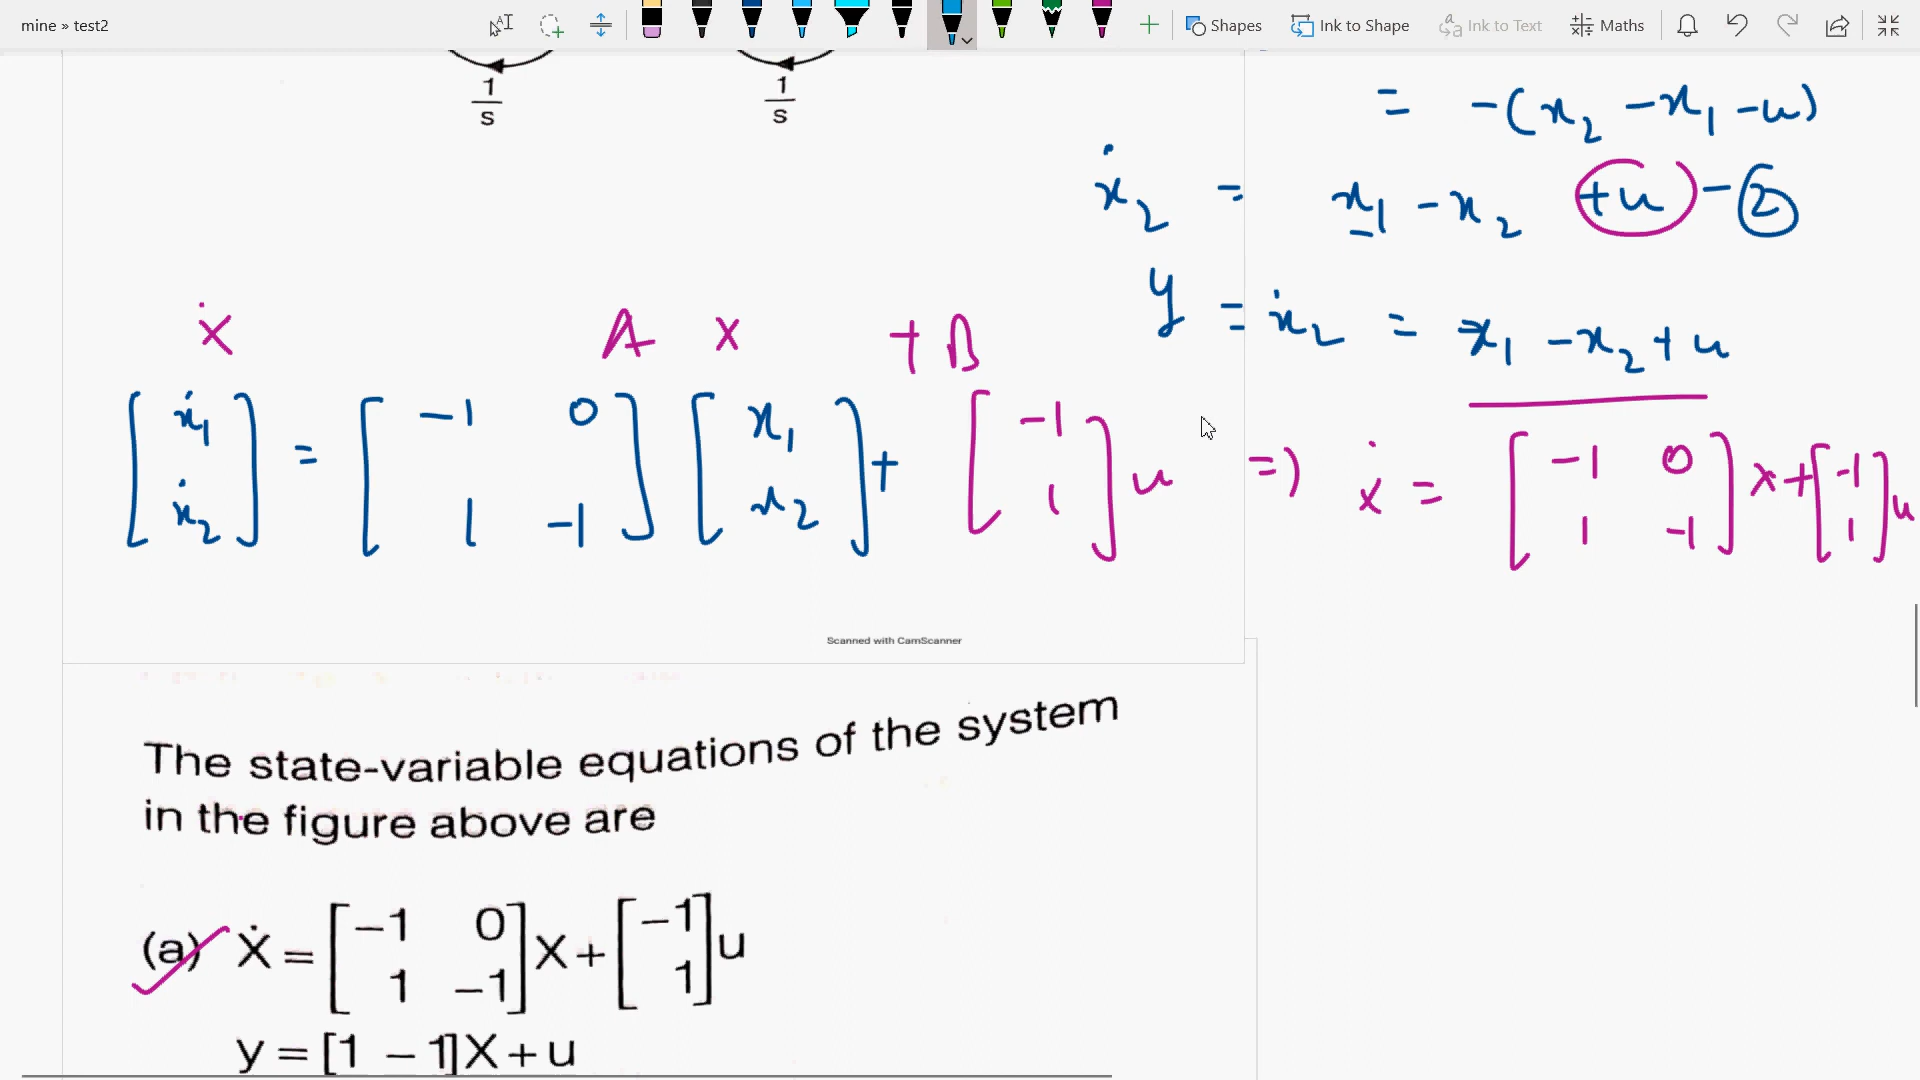 mine » test2
Shapes Ink to Shape Ink to Text Maths
1/s 1/s
= -(x₂ - x₁ - u)
ẋ₂ = x₁ - x₂ +u - ②
y = ẋ₂ = x₁ - x₂ + u
Ẋ A X + B
[ẋ₁ ẋ₂] = [-1 0 1 -1] [x₁ x₂] + [-1 1] u => ẋ = [-1 0 1 -1] x + [-1 1] u
Scanned with CamScanner
The state-variable equations of the system
in the figure above are
(a) Ẋ = [-1 0 1 -1] X + [-1 1] u
y = [1 -1]X + u